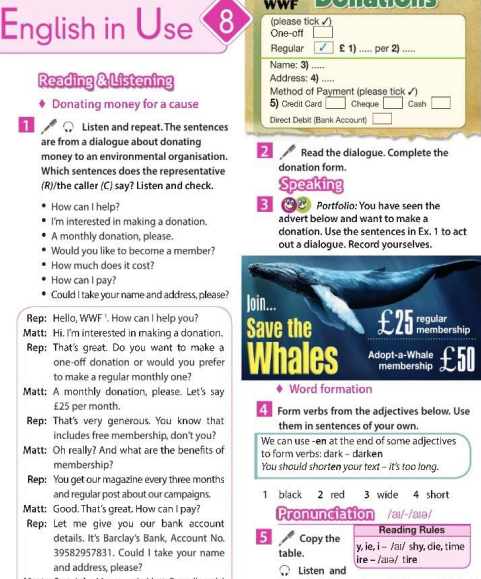 English in Use 8
Reading & Listening
♦ Donating money for a cause
1 Listen and repeat. The sentences
are from a dialogue about donating
money to an environmental organisation.
Which sentences does the representative
(R)/the caller (C) say? Listen and check.
• How can I help?
• I'm interested in making a donation.
• A monthly donation, please.
• Would you like to become a member?
• How much does it cost?
• How can I pay?
• Could I take your name and address, please?
Rep: Hello, WWF ¹. How can I help you?
Matt: Hi. I'm interested in making a donation.
Rep: That's great. Do you want to make a
one-off donation or would you prefer
to make a regular monthly one?
Matt: A monthly donation, please. Let's say
£25 per month.
Rep: That's very generous. You know that
includes free membership, don't you?
Matt: Oh really? And what are the benefits of
membership?
Rep: You get our magazine every three months
and regular post about our campaigns.
Matt: Good. That's great. How can I pay?
Rep: Let me give you our bank account
details. It's Barclay's Bank, Account No.
39582957831. Could I take your name
and address, please?
WWF Donations
(please tick ✓)
One-off
Regular ✓ £ 1) ..... per 2) .....
Name: 3) .....
Address: 4) .....
Method of Payment (please tick ✓)
5) Credit Card Cheque Cash
Direct Debit (Bank Account)
2 Read the dialogue. Complete the
donation form.
Speaking
3 Portfolio: You have seen the
advert below and want to make a
donation. Use the sentences in Ex. 1 to act
out a dialogue. Record yourselves.
Join...
Save the
Whales
£25 regular
membership
Adopt-a-Whale
membership £50
♦ Word formation
4 Form verbs from the adjectives below. Use
them in sentences of your own.
We can use -en at the end of some adjectives
to form verbs: dark – darken
You should shorten your text – it's too long.
1 black 2 red 3 wide 4 short
Pronunciation /aɪ/-/aɪə/
5 Copy the
table.
Listen and
Reading Rules
y, ie, i – /aɪ/ shy, die, time
ire – /aɪə/ tire